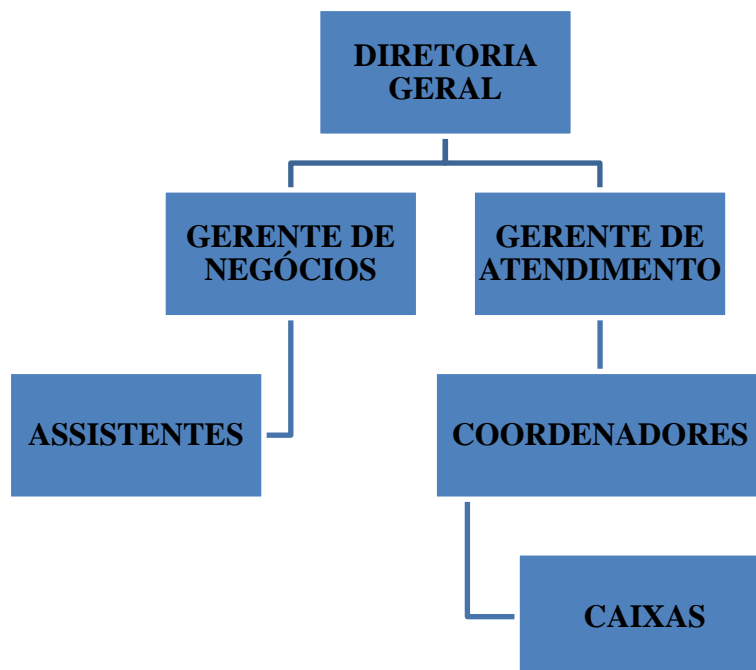 DIRETORIA
GERAL
GERENTE DE
NEGÓCIOS
GERENTE DE
ATENDIMENTO
ASSISTENTES
COORDENADORES
CAIXAS